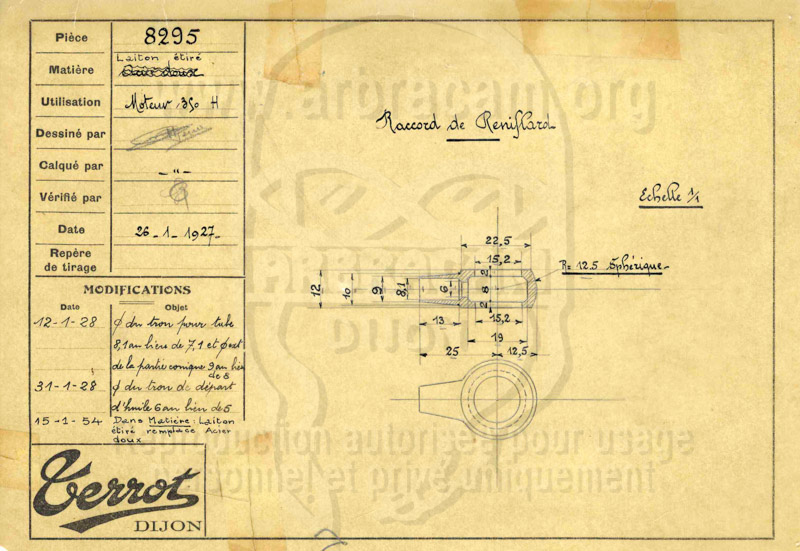 Pièce 8295
Laiton étiré
Matière Acier doux
Utilisation Moteur 350 H
Dessiné par
Calqué par - " -
Vérifié par
Date 26-1-1927-
Repère
de tirage
MODIFICATIONS
Date Objet
12-1-28 Ø du trou pour tube
8,1 au lieu de 7,1 et Ø ext
de la partie conique 9 au lieu
de 8
31-1-28 Ø du trou de départ
d'huile 6 au lieu de 5
15-1-54 Dans Matière: Laiton
étiré remplace Acier
doux
Terrot
DIJON
Raccord de Reniflard
Echelle 1/1
22,5
15,2
R= 12.5 Sphérique
12
10
9
8,1
6
2
8
2
13
15,2
19
25
12,5
www.arbracam.org
DIJON
Reproduction autorisée pour usage
personnel et privé uniquement